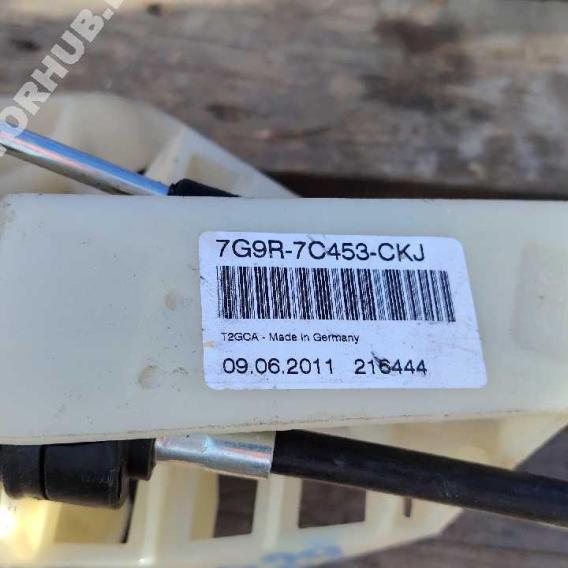 ORHUB.
7G9R-7C453-CKJ
T2GCA - Made in Germany
09.06.2011 216444